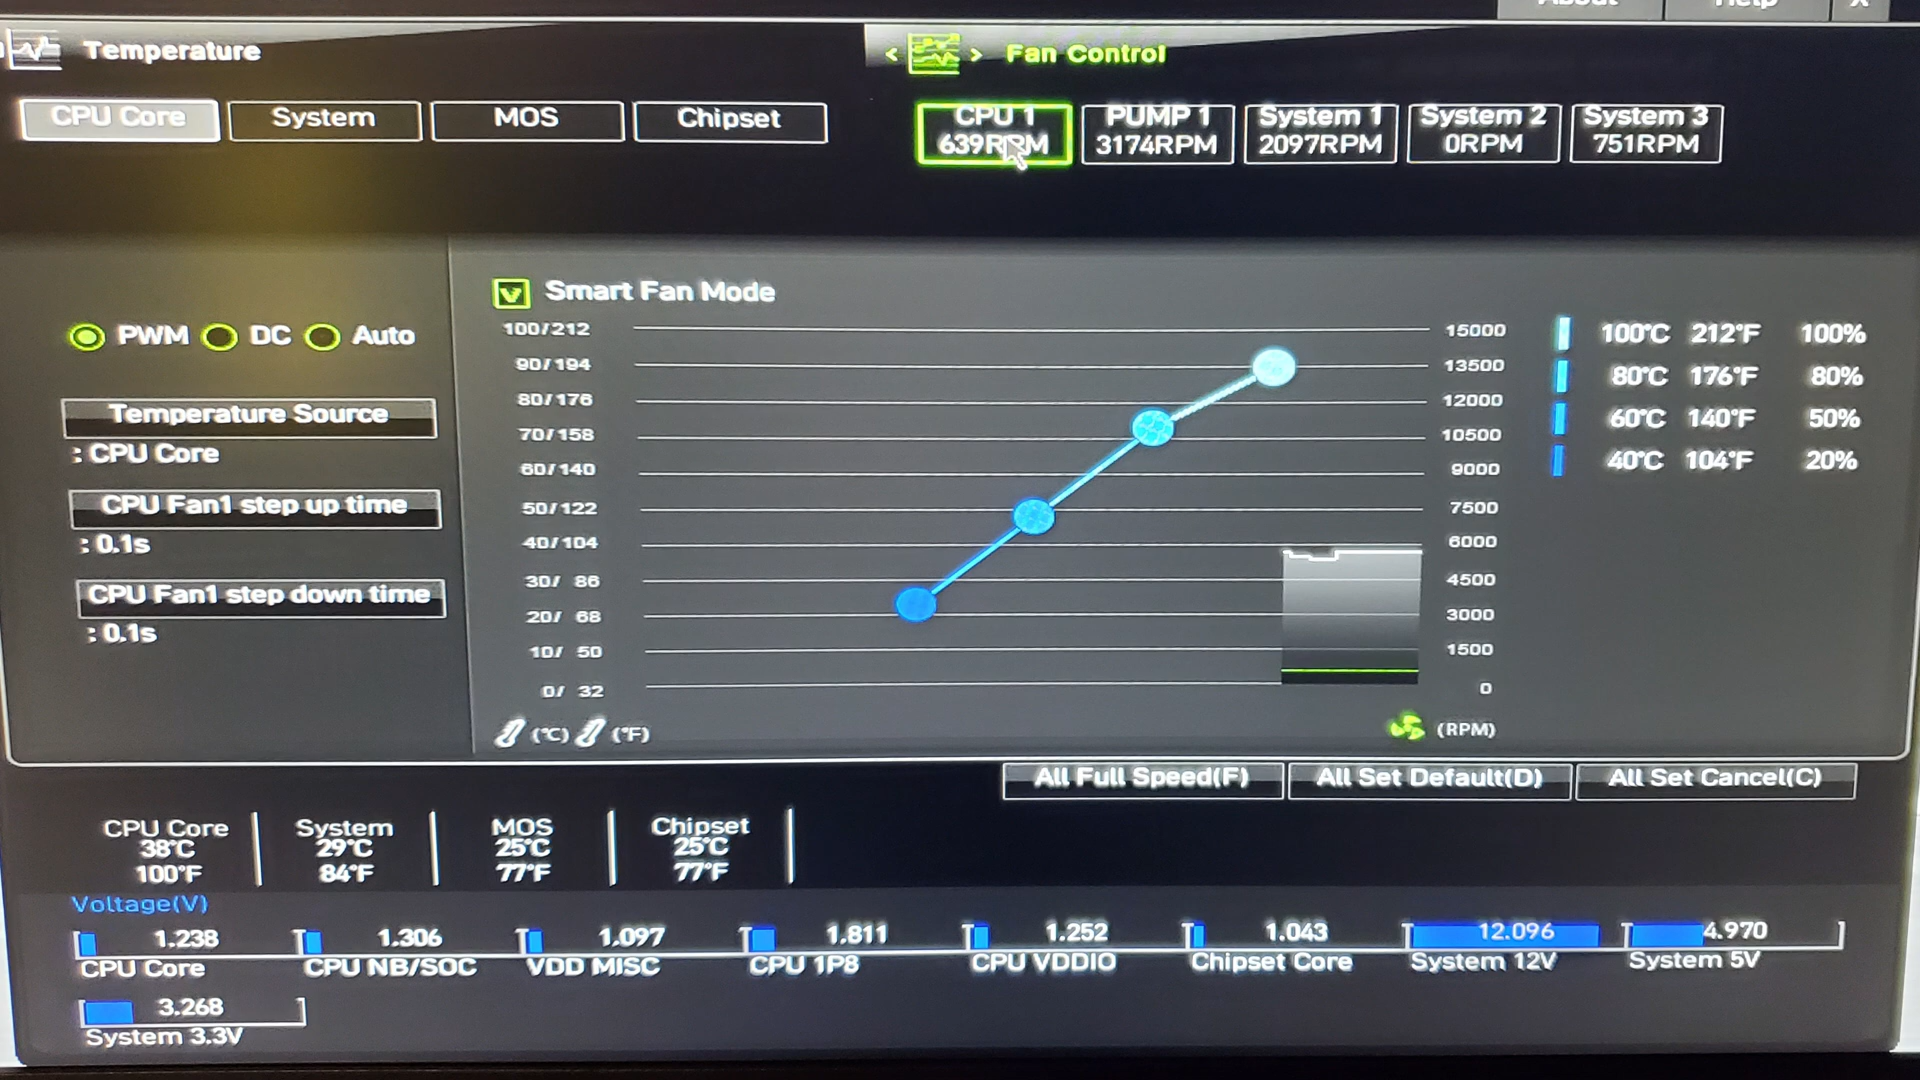 About Help X
Temperature
< > Fan Control
CPU Core System MOS Chipset
CPU 1 PUMP 1 System 1 System 2 System 3
639RPM 3174RPM 2097RPM 0RPM 751RPM
PWM DC Auto
Temperature Source
: CPU Core
CPU Fan1 step up time
: 0.1s
CPU Fan1 step down time
: 0.1s
Smart Fan Mode
100/212 15000
90/194 13500
80/176 12000
70/158 10500
60/140 9000
50/122 7500
40/104 6000
30/ 86 4500
20/ 68 3000
10/ 50 1500
0/ 32 0
(℃) (℉) (RPM)
100℃ 212℉ 100%
80℃ 176℉ 80%
60℃ 140℉ 50%
40℃ 104℉ 20%
All Full Speed(F) All Set Default(D) All Set Cancel(C)
CPU Core System MOS Chipset
38℃ 29℃ 25℃ 25℃
100℉ 84℉ 77℉ 77℉
Voltage(V)
1.238 1.306 1.097 1.811 1.252 1.043 12.096 4.970
CPU Core CPU NB/SOC VDD MISC CPU 1P8 CPU VDDIO Chipset Core System 12V System 5V
3.268
System 3.3V